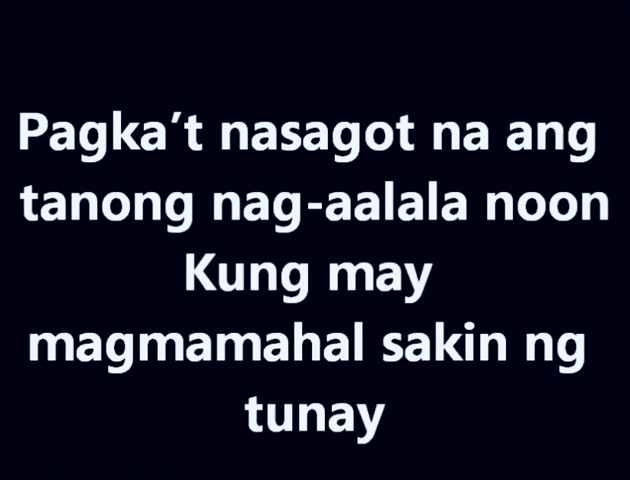 Pagka’t nasagot na ang
tanong nag-aalala noon
Kung may
magmamahal sakin ng
tunay